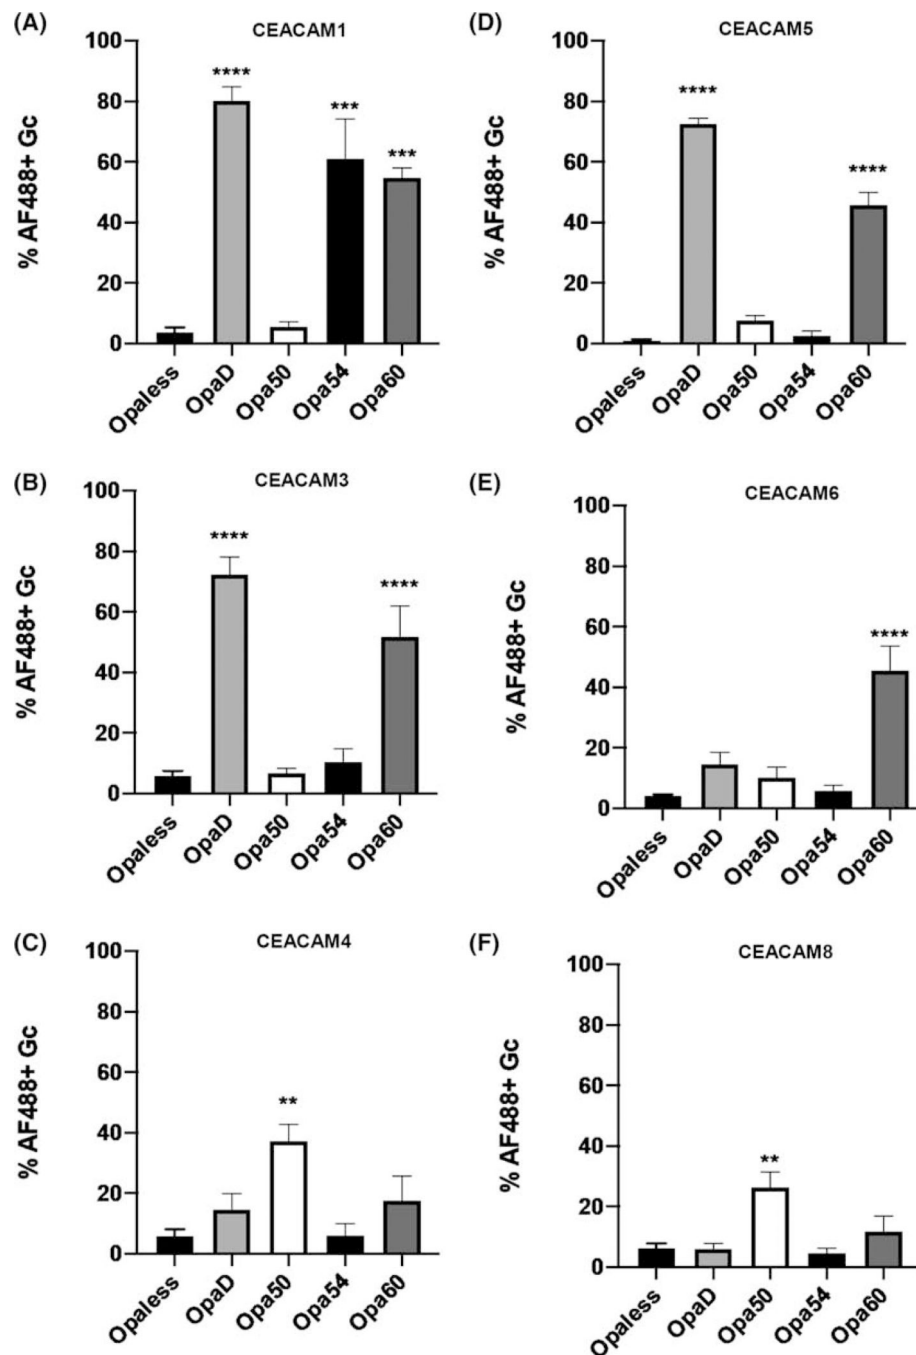 (A)
CEACAM1
% AF488+ Gc
100
80
60
40
20
0
****
***
***
Opaless
OpaD
Opa50
Opa54
Opa60
(D)
CEACAM5
% AF488+ Gc
100
80
60
40
20
0
****
****
Opaless
OpaD
Opa50
Opa54
Opa60
(B)
CEACAM3
% AF488+ Gc
100
80
60
40
20
0
****
****
Opaless
OpaD
Opa50
Opa54
Opa60
(E)
CEACAM6
% AF488+ Gc
100
80
60
40
20
0
****
Opaless
OpaD
Opa50
Opa54
Opa60
(C)
CEACAM4
% AF488+ Gc
100
80
60
40
20
0
**
Opaless
OpaD
Opa50
Opa54
Opa60
(F)
CEACAM8
% AF488+ Gc
100
80
60
40
20
0
**
Opaless
OpaD
Opa50
Opa54
Opa60